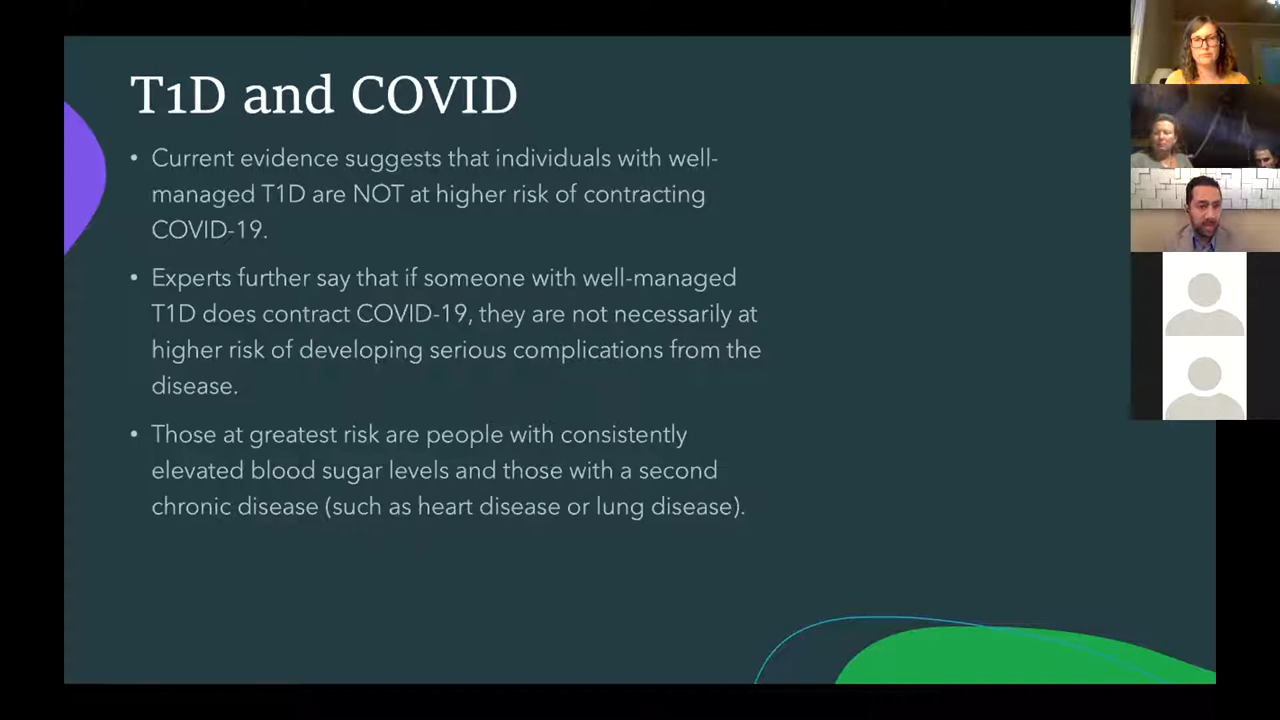 T1D and COVID
• Current evidence suggests that individuals with well-
managed T1D are NOT at higher risk of contracting
COVID-19.
• Experts further say that if someone with well-managed
T1D does contract COVID-19, they are not necessarily at
higher risk of developing serious complications from the
disease.
• Those at greatest risk are people with consistently
elevated blood sugar levels and those with a second
chronic disease (such as heart disease or lung disease).